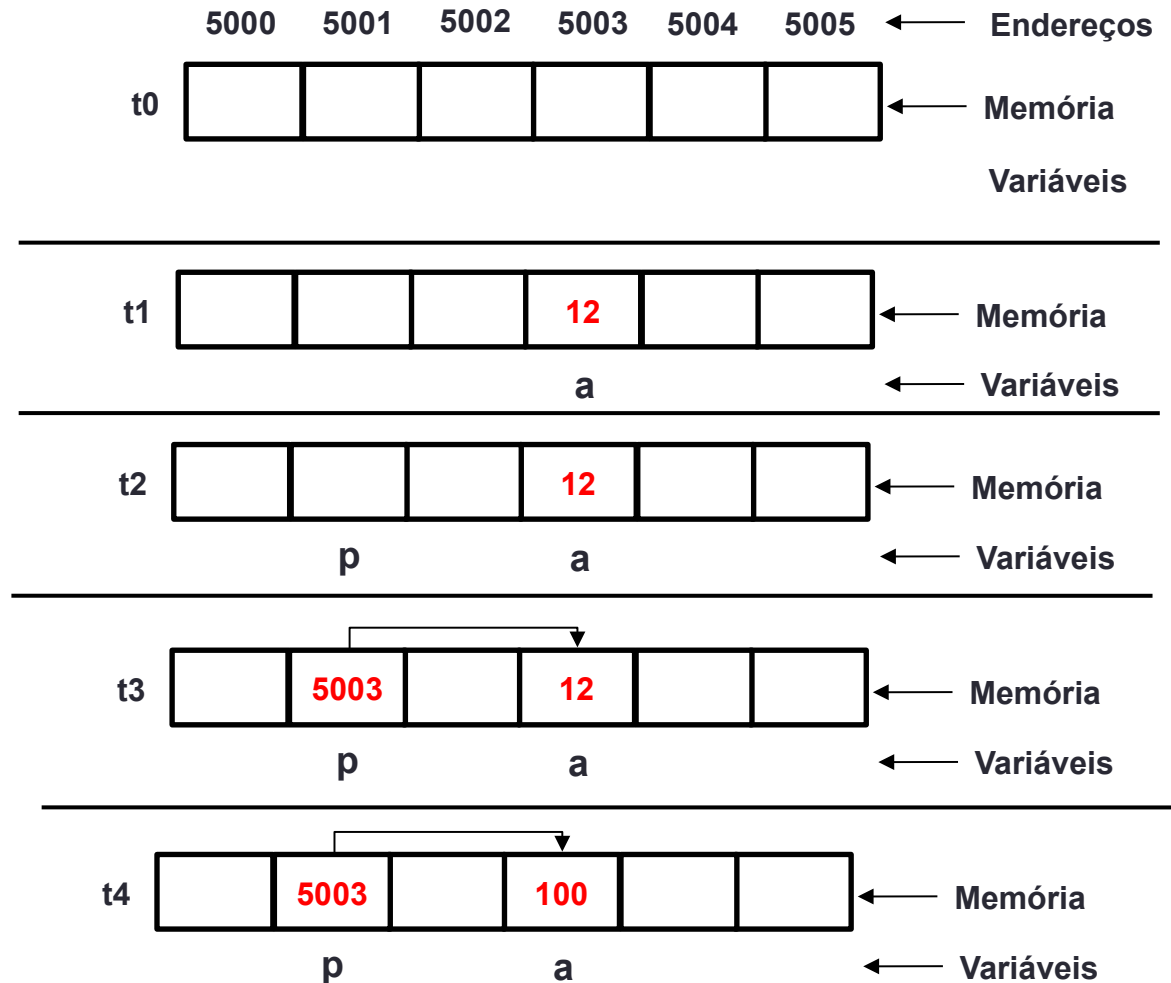 5000 5001 5002 5003 5004 5005 Endereços
t0 Memória
Variáveis
t1 12 Memória
a Variáveis
t2 12 Memória
p a Variáveis
t3 5003 12 Memória
p a Variáveis
t4 5003 100 Memória
p a Variáveis